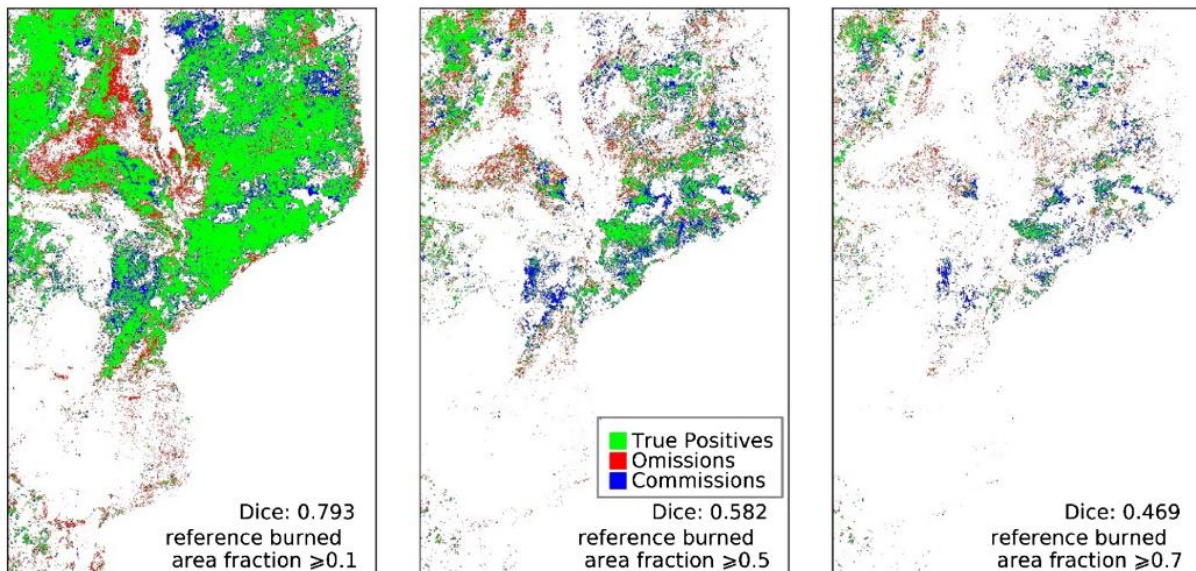 Dice: 0.793
reference burned
area fraction ⩾0.1
True Positives
Omissions
Commissions
Dice: 0.582
reference burned
area fraction ⩾0.5
Dice: 0.469
reference burned
area fraction ⩾0.7